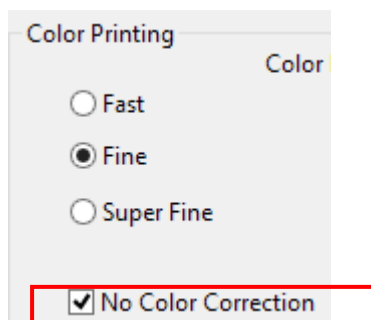 Color Printing
Color
Fast
Fine
Super Fine
No Color Correction